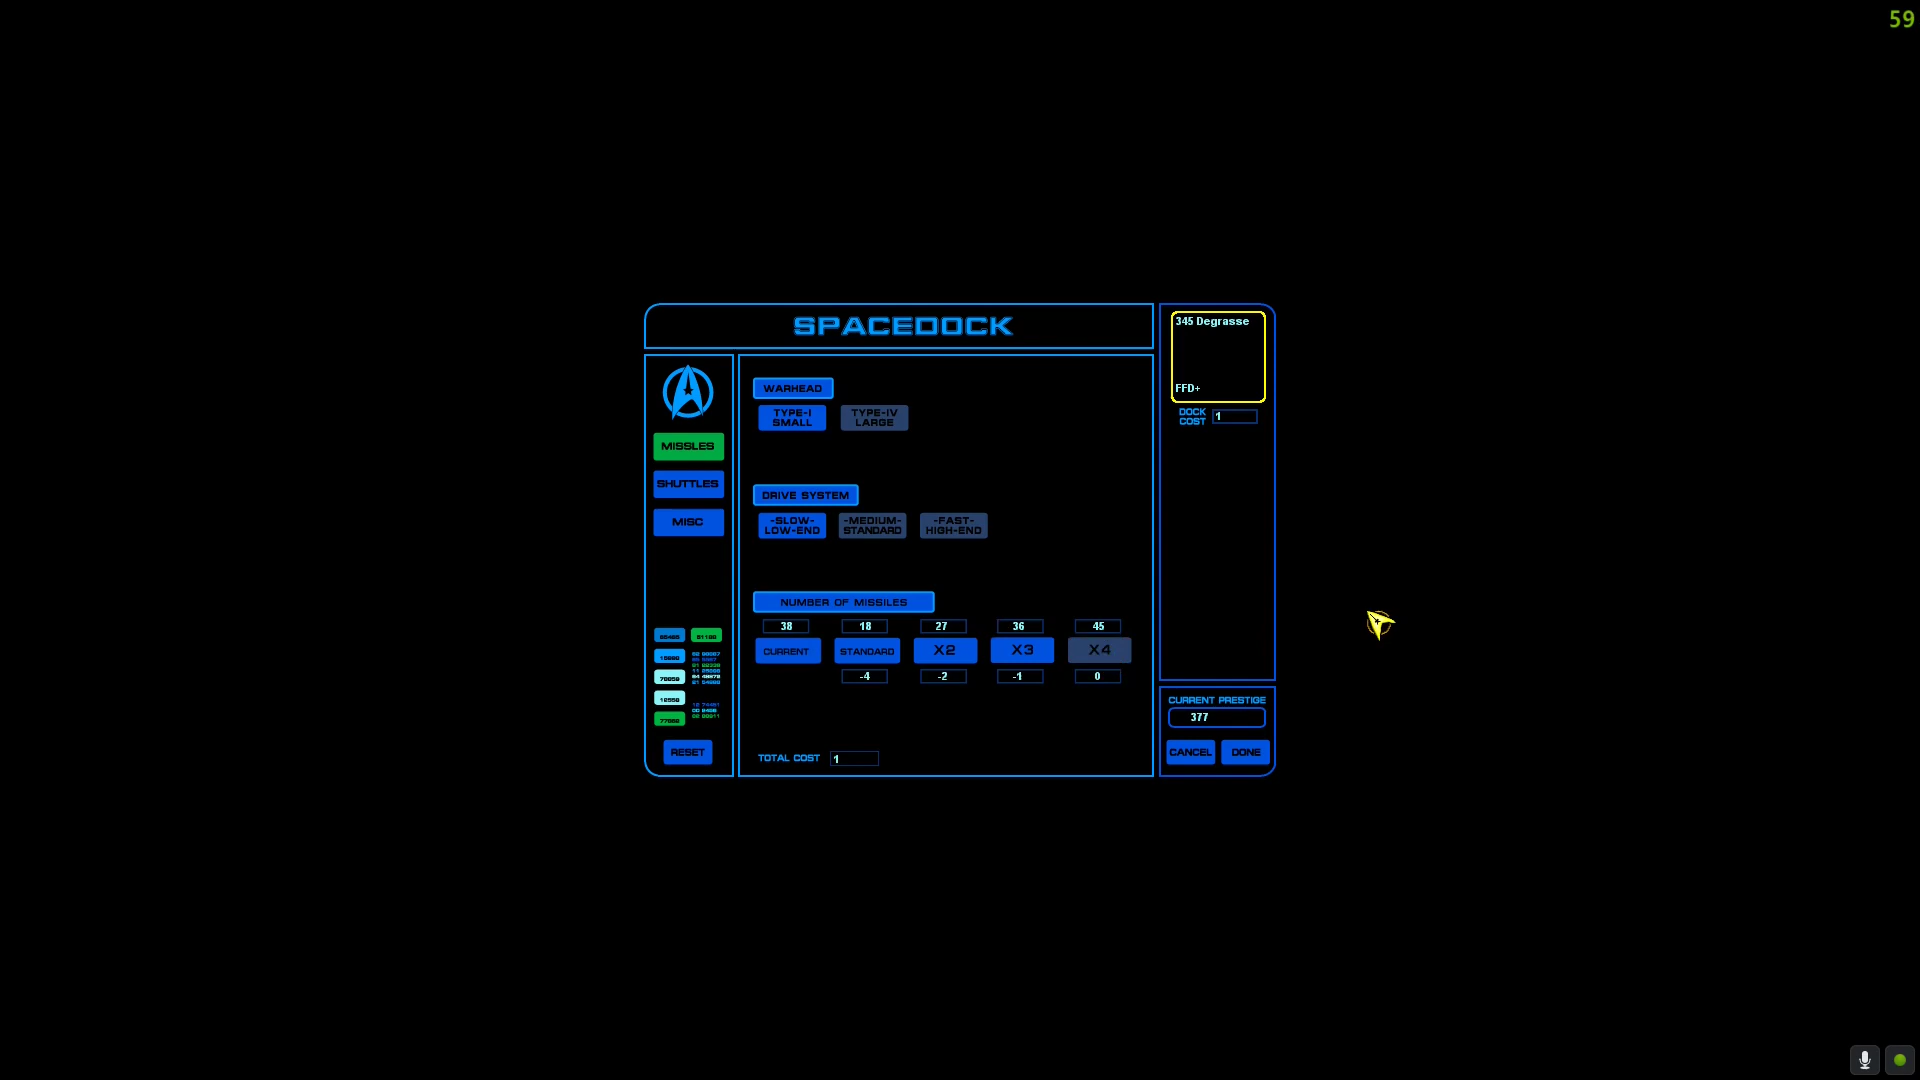 59
SPACEDOCK
345 Degrasse
FFD+
DOCK COST 1
MISSLES
SHUTTLES
MISC
RESET
WARHEAD
TYPE-I SMALL
TYPE-IV LARGE
DRIVE SYSTEM
-SLOW- LOW-END
-MEDIUM- STANDARD
-FAST- HIGH-END
NUMBER OF MISSILES
38 18 27 36 45
CURRENT STANDARD X2 X3 X4
-4 -2 -1 0
TOTAL COST 1
CURRENT PRESTIGE
377
CANCEL DONE